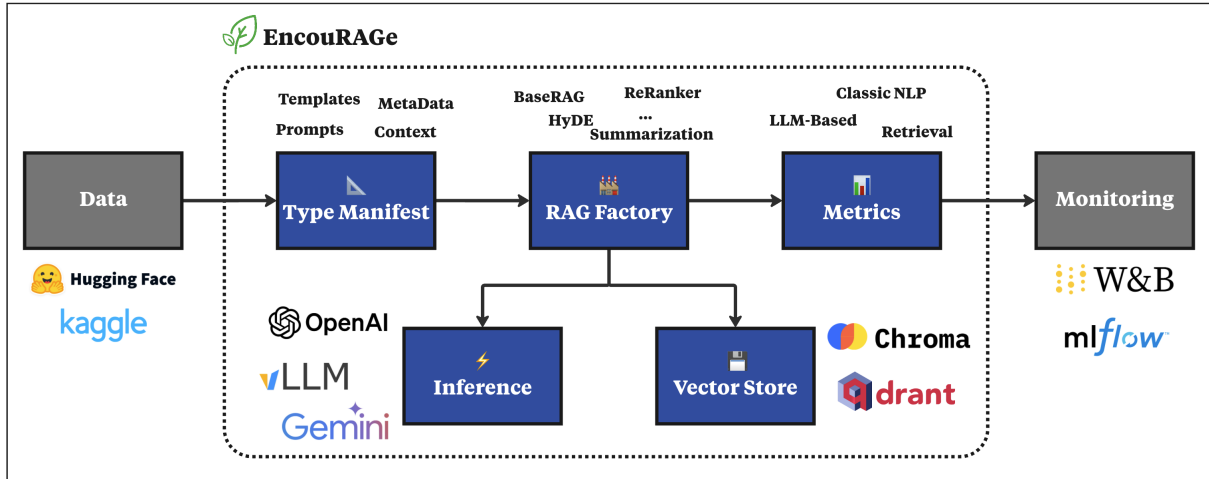 EncouRAGe
Templates
MetaData
Prompts
Context
BaseRAG
ReRanker
...
HyDE
Summarization
Classic NLP
LLM-Based
Retrieval
Data
Type Manifest
RAG Factory
Metrics
Monitoring
Hugging Face
kaggle
W&B
mlflow
OpenAI
vLLM
Gemini
Inference
Vector Store
Chroma
qdrant